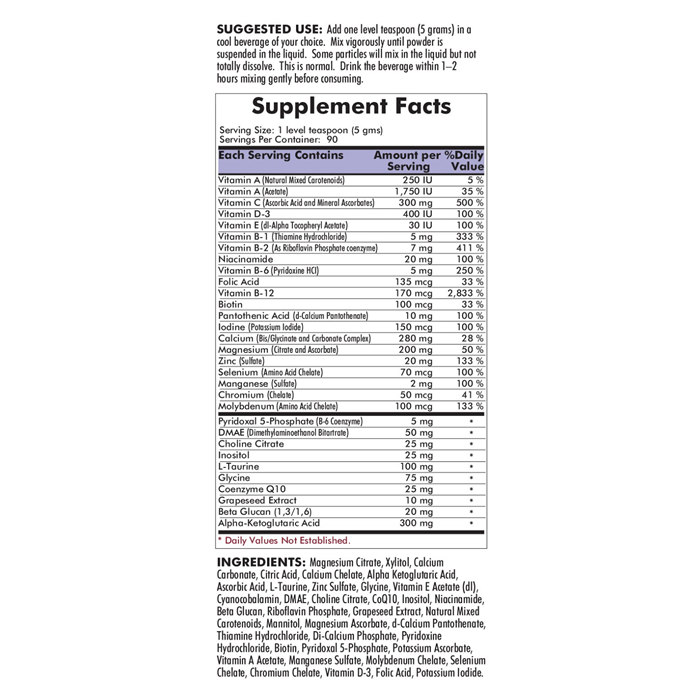 SUGGESTED USE: Add one level teaspoon (5 grams) in a
cool beverage of your choice. Mix vigorously until powder is
suspended in the liquid. Some particles will mix in the liquid but not
totally dissolve. This is normal. Drink the beverage within 1–2
hours mixing gently before consuming.
Supplement Facts
Serving Size: 1 level teaspoon (5 gms)
Servings Per Container: 90
Each Serving Contains Amount per %Daily
Serving Value
Vitamin A (Natural Mixed Carotenoids) 250 IU 5 %
Vitamin A (Acetate) 1,750 IU 35 %
Vitamin C (Ascorbic Acid and Mineral Ascorbates) 300 mg 500 %
Vitamin D-3 400 IU 100 %
Vitamin E (dl-Alpha Tocopheryl Acetate) 30 IU 100 %
Vitamin B-1 (Thiamine Hydrochloride) 5 mg 333 %
Vitamin B-2 (As Riboflavin Phosphate coenzyme) 7 mg 411 %
Niacinamide 20 mg 100 %
Vitamin B-6 (Pyridoxine HCl) 5 mg 250 %
Folic Acid 135 mcg 33 %
Vitamin B-12 170 mcg 2,833 %
Biotin 100 mcg 33 %
Pantothenic Acid (d-Calcium Pantothenate) 10 mg 100 %
Iodine (Potassium Iodide) 150 mcg 100 %
Calcium (Bis/Glycinate and Carbonate Complex) 280 mg 28 %
Magnesium (Citrate and Ascorbate) 200 mg 50 %
Zinc (Sulfate) 20 mg 133 %
Selenium (Amino Acid Chelate) 70 mcg 100 %
Manganese (Sulfate) 2 mg 100 %
Chromium (Chelate) 50 mcg 41 %
Molybdenum (Amino Acid Chelate) 100 mcg 133 %
Pyridoxal 5-Phosphate (B-6 Coenzyme) 5 mg *
DMAE (Dimethylaminoethanol Bitartrate) 50 mg *
Choline Citrate 25 mg *
Inositol 25 mg *
L-Taurine 100 mg *
Glycine 75 mg *
Coenzyme Q10 25 mg *
Grapeseed Extract 10 mg *
Beta Glucan (1,3/1,6) 20 mg *
Alpha-Ketoglutaric Acid 300 mg *
* Daily Values Not Established.
INGREDIENTS: Magnesium Citrate, Xylitol, Calcium
Carbonate, Citric Acid, Calcium Chelate, Alpha Ketoglutaric Acid,
Ascorbic Acid, L-Taurine, Zinc Sulfate, Glycine, Vitamin E Acetate (dl),
Cyanocobalamin, DMAE, Choline Citrate, CoQ10, Inositol, Niacinamide,
Beta Glucan, Riboflavin Phosphate, Grapeseed Extract, Natural Mixed
Carotenoids, Mannitol, Magnesium Ascorbate, d-Calcium Pantothenate,
Thiamine Hydrochloride, Di-Calcium Phosphate, Pyridoxine
Hydrochloride, Biotin, Pyridoxal 5-Phosphate, Potassium Ascorbate,
Vitamin A Acetate, Manganese Sulfate, Molybdenum Chelate, Selenium
Chelate, Chromium Chelate, Vitamin D-3, Folic Acid, Potassium Iodide.